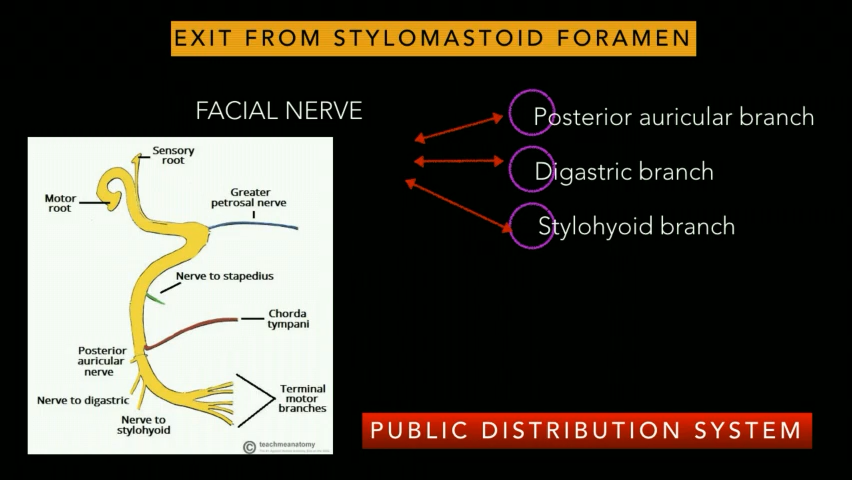 EXIT FROM STYLOMASTOID FORAMEN
FACIAL NERVE
Posterior auricular branch
Digastric branch
Stylohyoid branch
Sensory
root
Motor
root
Greater
petrosal nerve
Nerve to stapedius
Chorda
tympani
Posterior
auricular
nerve
Nerve to digastric
Nerve to
stylohyoid
Terminal
motor
branches
© teachmeanatomy
PUBLIC DISTRIBUTION SYSTEM